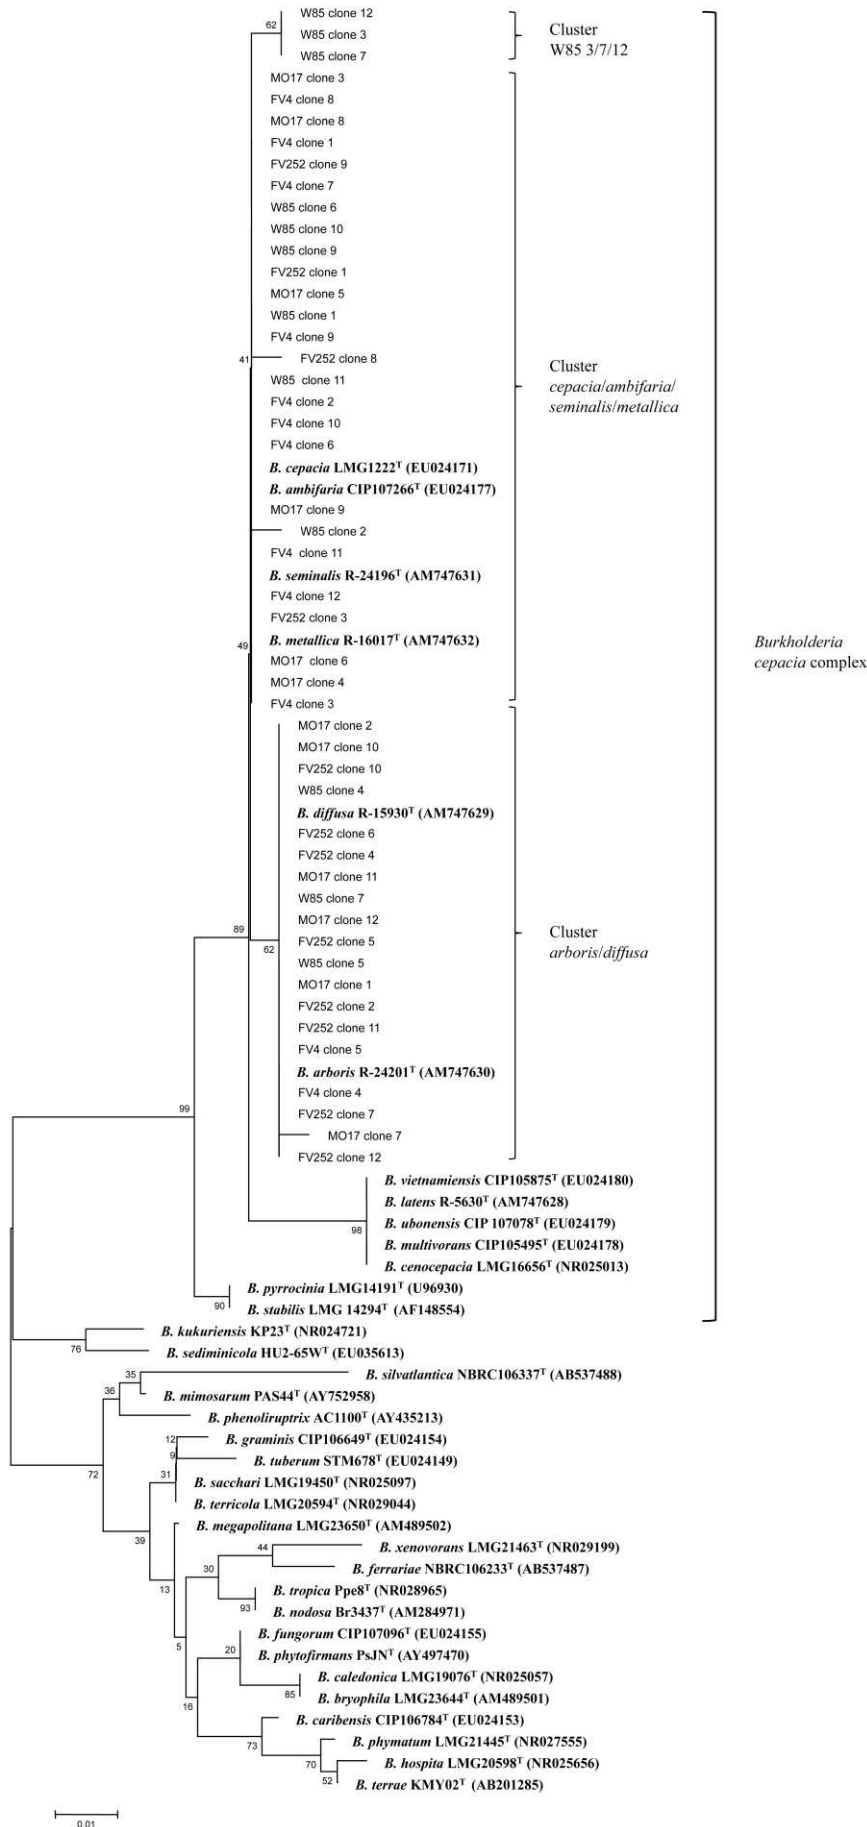 W85 clone 12
62
W85 clone 3
Cluster
W85 3/7/12
W85 clone 7
MO17 clone 3
FV4 clone 8
MO17 clone 8
FV4 clone 1
FV252 clone 9
FV4 clone 7
W85 clone 6
W85 clone 10
W85 clone 9
FV252 clone 1
MO17 clone 5
W85 clone 1
FV4 clone 9
41
FV252 clone 8
Cluster
cepacia/ambifaria/
seminalis/metallica
W85 clone 11
FV4 clone 2
FV4 clone 10
FV4 clone 6
B. cepacia LMG1222ᵀ (EU024171)
B. ambifaria CIP107266ᵀ (EU024177)
MO17 clone 9
W85 clone 2
FV4 clone 11
B. seminalis R-24196ᵀ (AM747631)
FV4 clone 12
FV252 clone 3
B. metallica R-16017ᵀ (AM747632)
49
Burkholderia
cepacia complex
MO17 clone 6
MO17 clone 4
FV4 clone 3
MO17 clone 2
MO17 clone 10
FV252 clone 10
W85 clone 4
B. diffusa R-15930ᵀ (AM747629)
FV252 clone 6
FV252 clone 4
MO17 clone 11
W85 clone 7
MO17 clone 12
89
62
FV252 clone 5
Cluster
arboris/diffusa
W85 clone 5
MO17 clone 1
FV252 clone 2
FV252 clone 11
FV4 clone 5
B. arboris R-24201ᵀ (AM747630)
FV4 clone 4
99
FV252 clone 7
MO17 clone 7
FV252 clone 12
B. vietnamiensis CIP105875ᵀ (EU024180)
B. latens R-5630ᵀ (AM747628)
98
B. ubonensis CIP 107078ᵀ (EU024179)
B. multivorans CIP105495ᵀ (EU024178)
B. cenocepacia LMG16656ᵀ (NR025013)
B. pyrrocinia LMG14191ᵀ (U96930)
90
B. stabilis LMG 14294ᵀ (AF148554)
B. kukuriensis KP23ᵀ (NR024721)
76
B. sediminicola HU2-65Wᵀ (EU035613)
35
B. silvatlantica NBRC106337ᵀ (AB537488)
36
B. mimosarum PAS44ᵀ (AY752958)
B. phenoliruptrix AC1100ᵀ (AY435213)
12
B. graminis CIP106649ᵀ (EU024154)
9
B. tuberum STM678ᵀ (EU024149)
72
31
B. sacchari LMG19450ᵀ (NR025097)
B. terricola LMG20594ᵀ (NR029044)
B. megapolitana LMG23650ᵀ (AM489502)
39
44
B. xenovorans LMG21463ᵀ (NR029199)
B. ferrariae NBRC106233ᵀ (AB537487)
30
13
B. tropica Ppe8ᵀ (NR028965)
93
B. nodosa Br3437ᵀ (AM284971)
B. fungorum CIP107096ᵀ (EU024155)
5
20
B. phytofirmans PsJNᵀ (AY497470)
B. caledonica LMG19076ᵀ (NR025057)
85
B. bryophila LMG23644ᵀ (AM489501)
16
B. caribensis CIP106784ᵀ (EU024153)
73
B. phymatum LMG21445ᵀ (NR027555)
70
B. hospita LMG20598ᵀ (NR025656)
52
B. terrae KMY02ᵀ (AB201285)
0.01